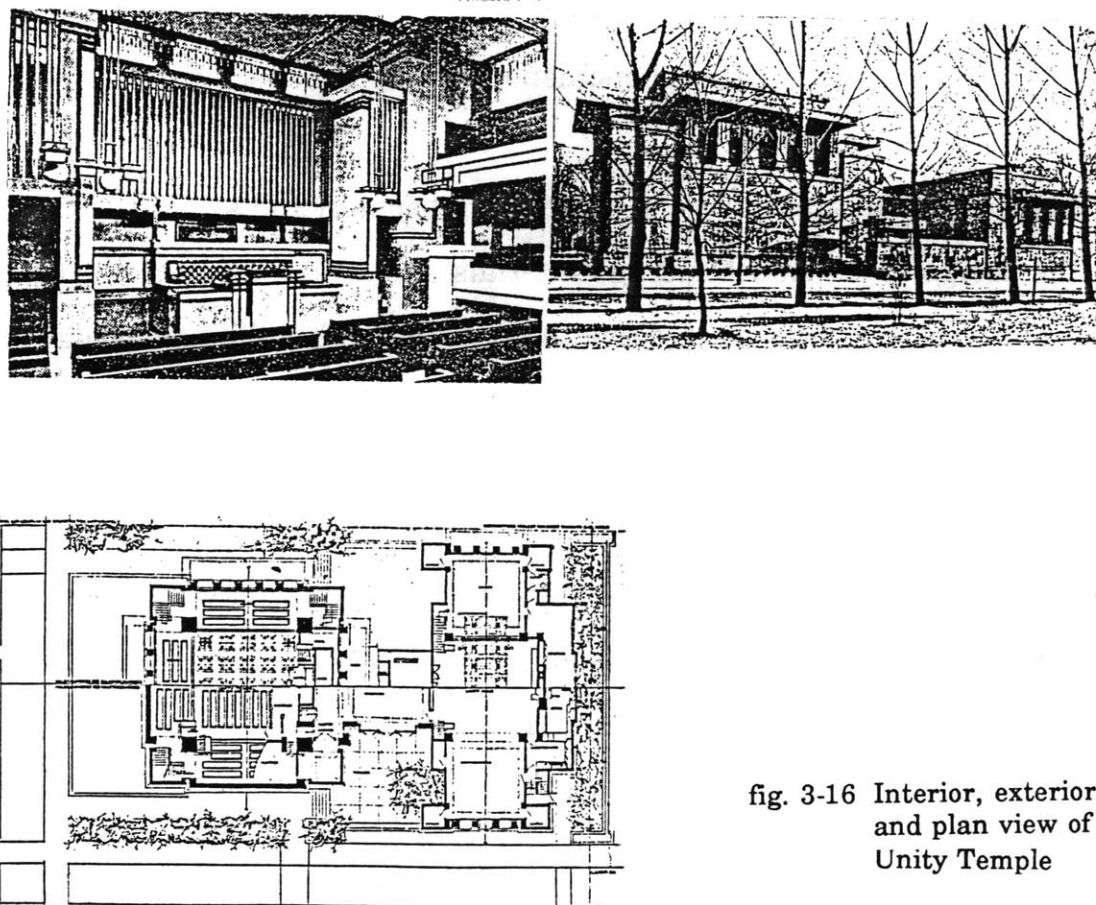 fig. 3-16 Interior, exterior
and plan view of
Unity Temple